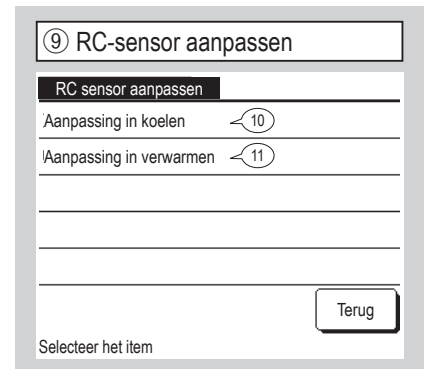 ⑨ RC-sensor aanpassen
RC sensor aanpassen
Aanpassing in koelen 10
Aanpassing in verwarmen 11
Terug
Selecteer het item